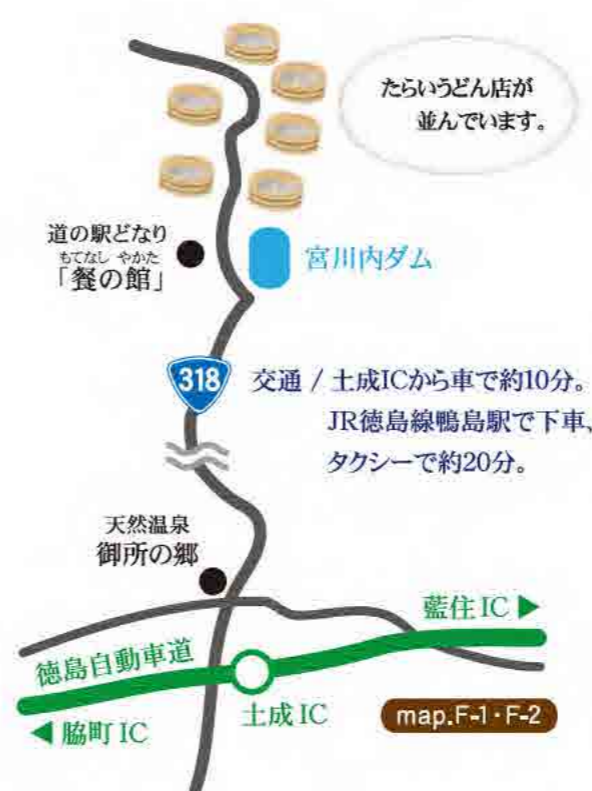 たらいうどん店が
並んでいます。
道の駅どなり
もてなし やかた
「餐の館」
宮川内ダム
318
交通 / 土成ICから車で約10分。
JR徳島線鴨島駅で下車、
タクシーで約20分。
天然温泉
御所の郷
藍住 IC ▶
徳島自動車道
土成 IC
map.F-1・F-2
◀ 脇町 IC